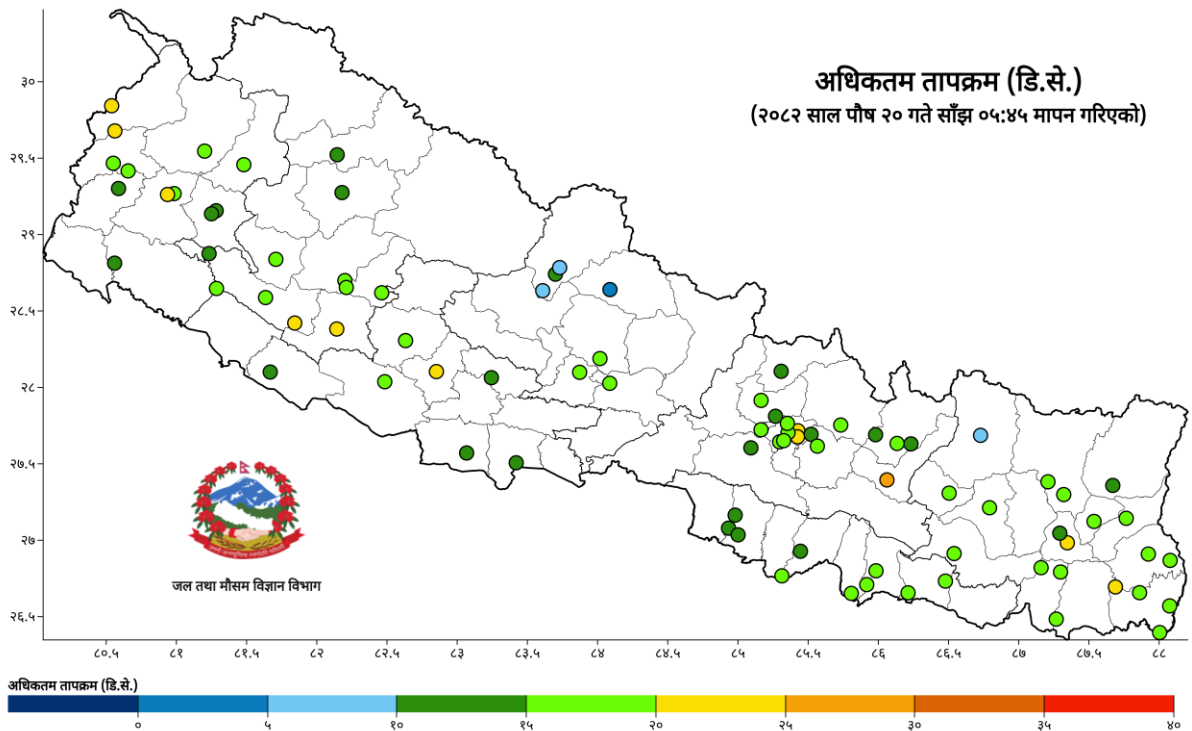 अधिकतम तापक्रम (डि.से.)
(२०८२ साल पौष २० गते साँझ ०५:४५ मापन गरिएको)
३०
२९.५
२९
२८.५
२८
२७.५
२७
२६.५
जल तथा मौसम विज्ञान विभाग
८०.५ ८१ ८१.५ ८२ ८२.५ ८३ ८३.५ ८४ ८४.५ ८५ ८५.५ ८६ ८६.५ ८७ ८७.५ ८८
अधिकतम तापक्रम (डि.से.)
० ५ १० १५ २० २५ ३० ३५ ४०